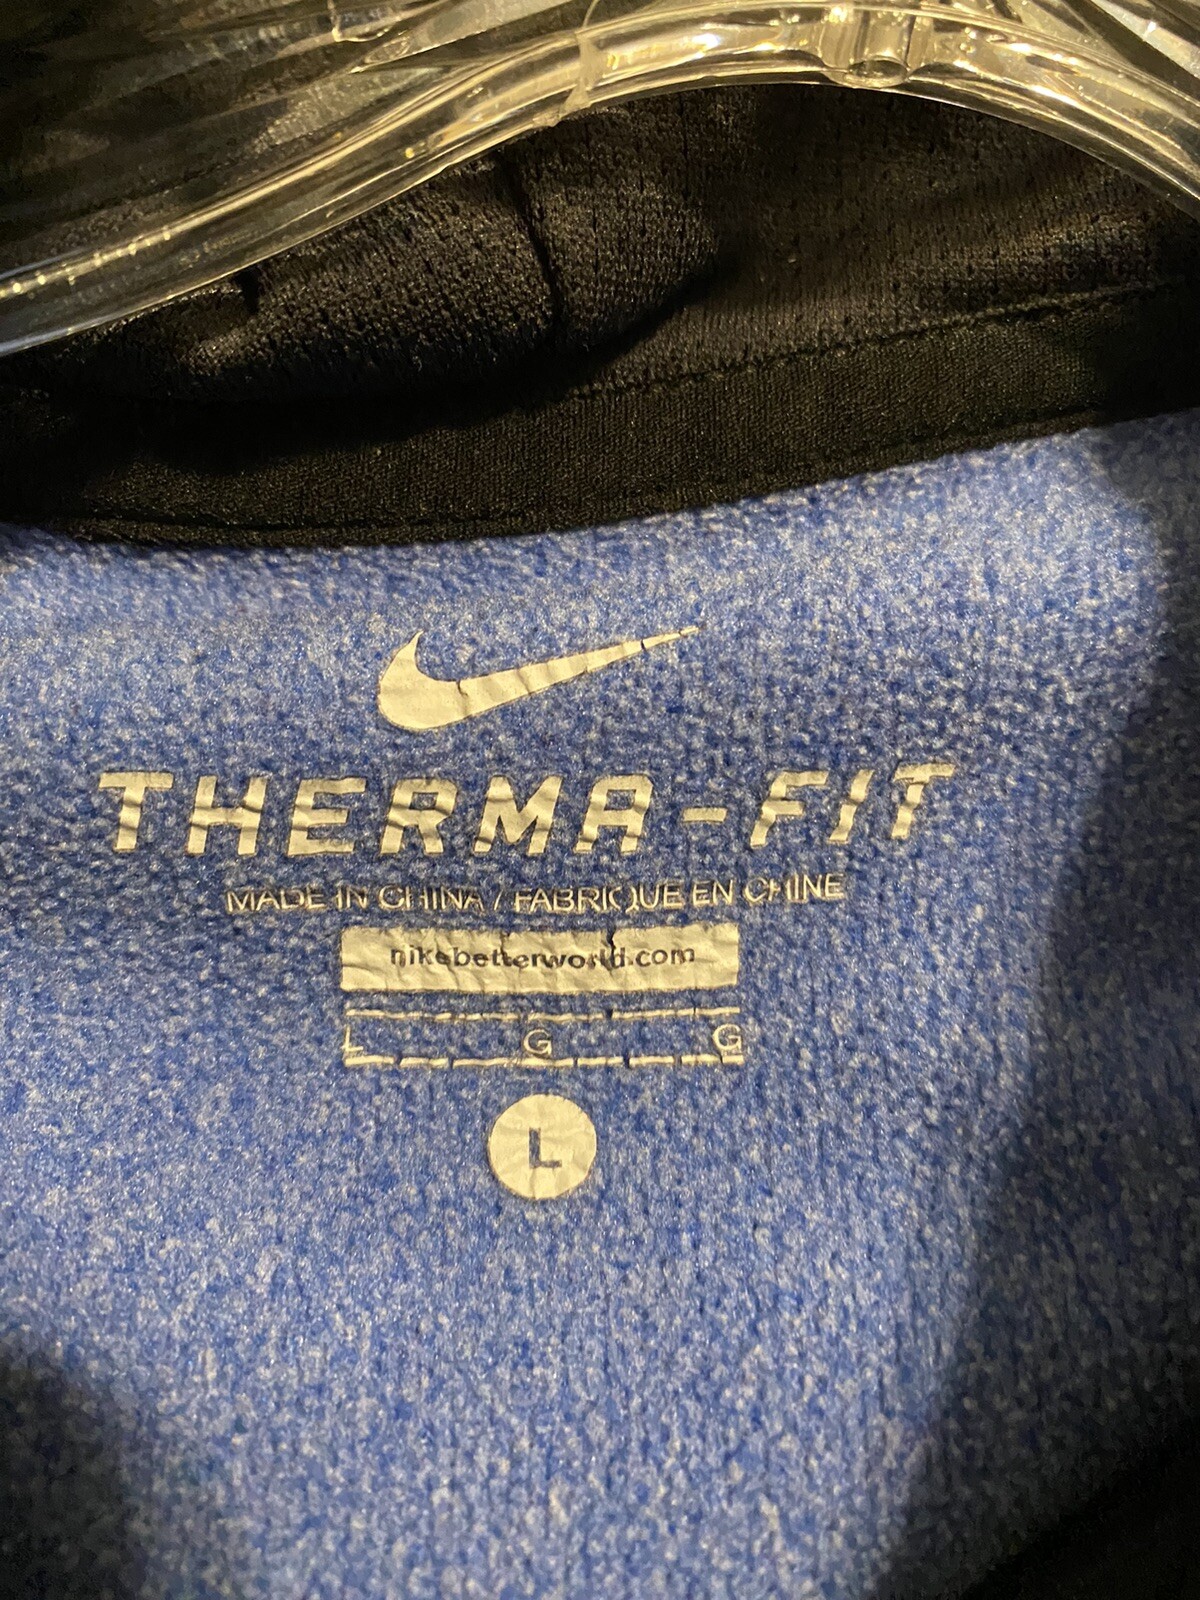 THERMA-FIT
MADE IN CHINA / FABRIQUE EN CHINE
nikebetterworld.com
L G G
L